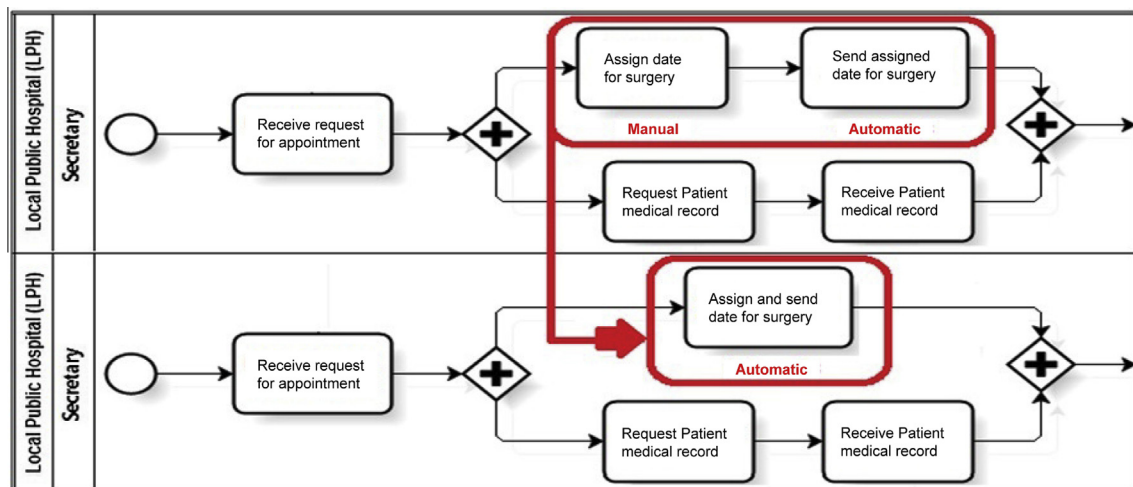 Local Public Hospital (LPH)
Secretary
Receive request
for appointment
Assign date
for surgery
Send assigned
date for surgery
Manual
Automatic
Request Patient
medical record
Receive Patient
medical record
Local Public Hospital (LPH)
Secretary
Receive request
for appointment
Assign and send
date for surgery
Automatic
Request Patient
medical record
Receive Patient
medical record